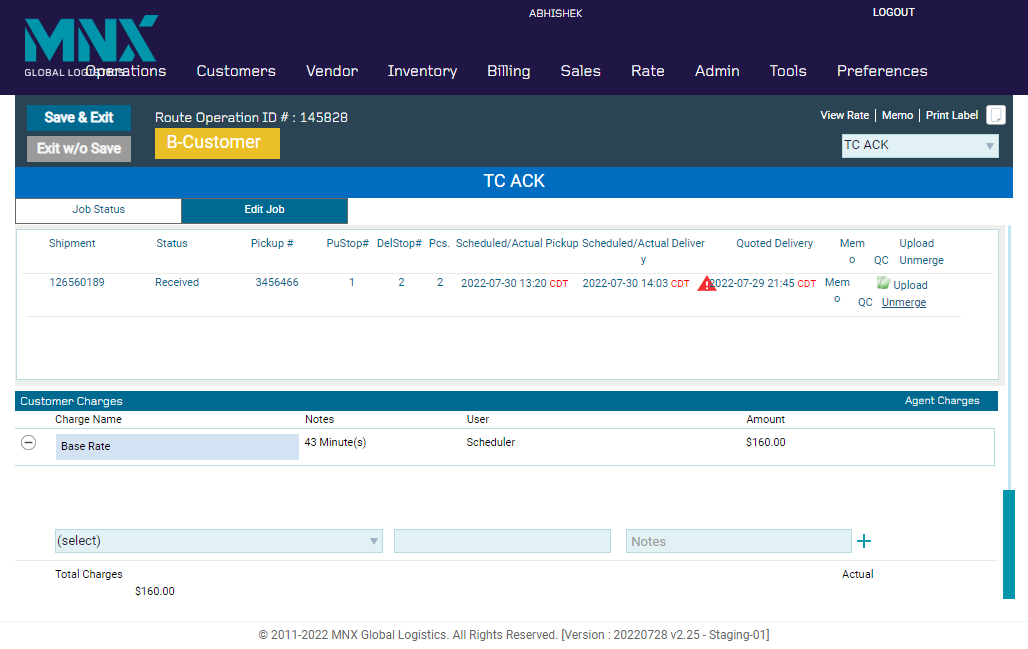 ABHISHEK
LOGOUT
MNX
GLOBAL LOGISTICS
Operations Customers Vendor Inventory Billing Sales Rate Admin Tools Preferences
Save & Exit
Route Operation ID # : 145828
View Rate | Memo | Print Label
Exit w/o Save
B-Customer
TC ACK
TC ACK
Job Status Edit Job
Shipment Status Pickup # PuStop# DelStop# Pcs. Scheduled/Actual Pickup Scheduled/Actual Delivery Quoted Delivery Memo QC Upload Unmerge
126560189 Received 3456466 1 2 2 2022-07-30 13:20 CDT 2022-07-30 14:03 CDT 2022-07-29 21:45 CDT Memo QC Upload Unmerge
Customer Charges Agent Charges
Charge Name Notes User Amount
Base Rate 43 Minute(s) Scheduler $160.00
(select) Notes
Total Charges Actual
$160.00
© 2011-2022 MNX Global Logistics. All Rights Reserved. [Version : 20220728 v2.25 - Staging-01]